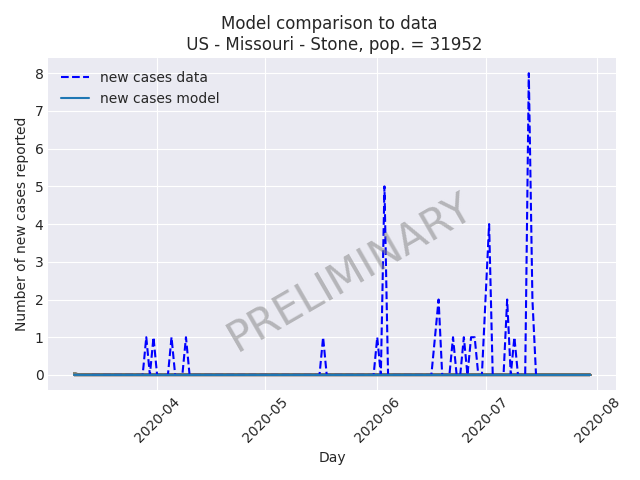 Model comparison to data
US - Missouri - Stone, pop. = 31952
new cases data
new cases model
Number of new cases reported
8
7
6
5
4
3
2
1
0
PRELIMINARY
2020-04
2020-05
2020-06
2020-07
2020-08
Day